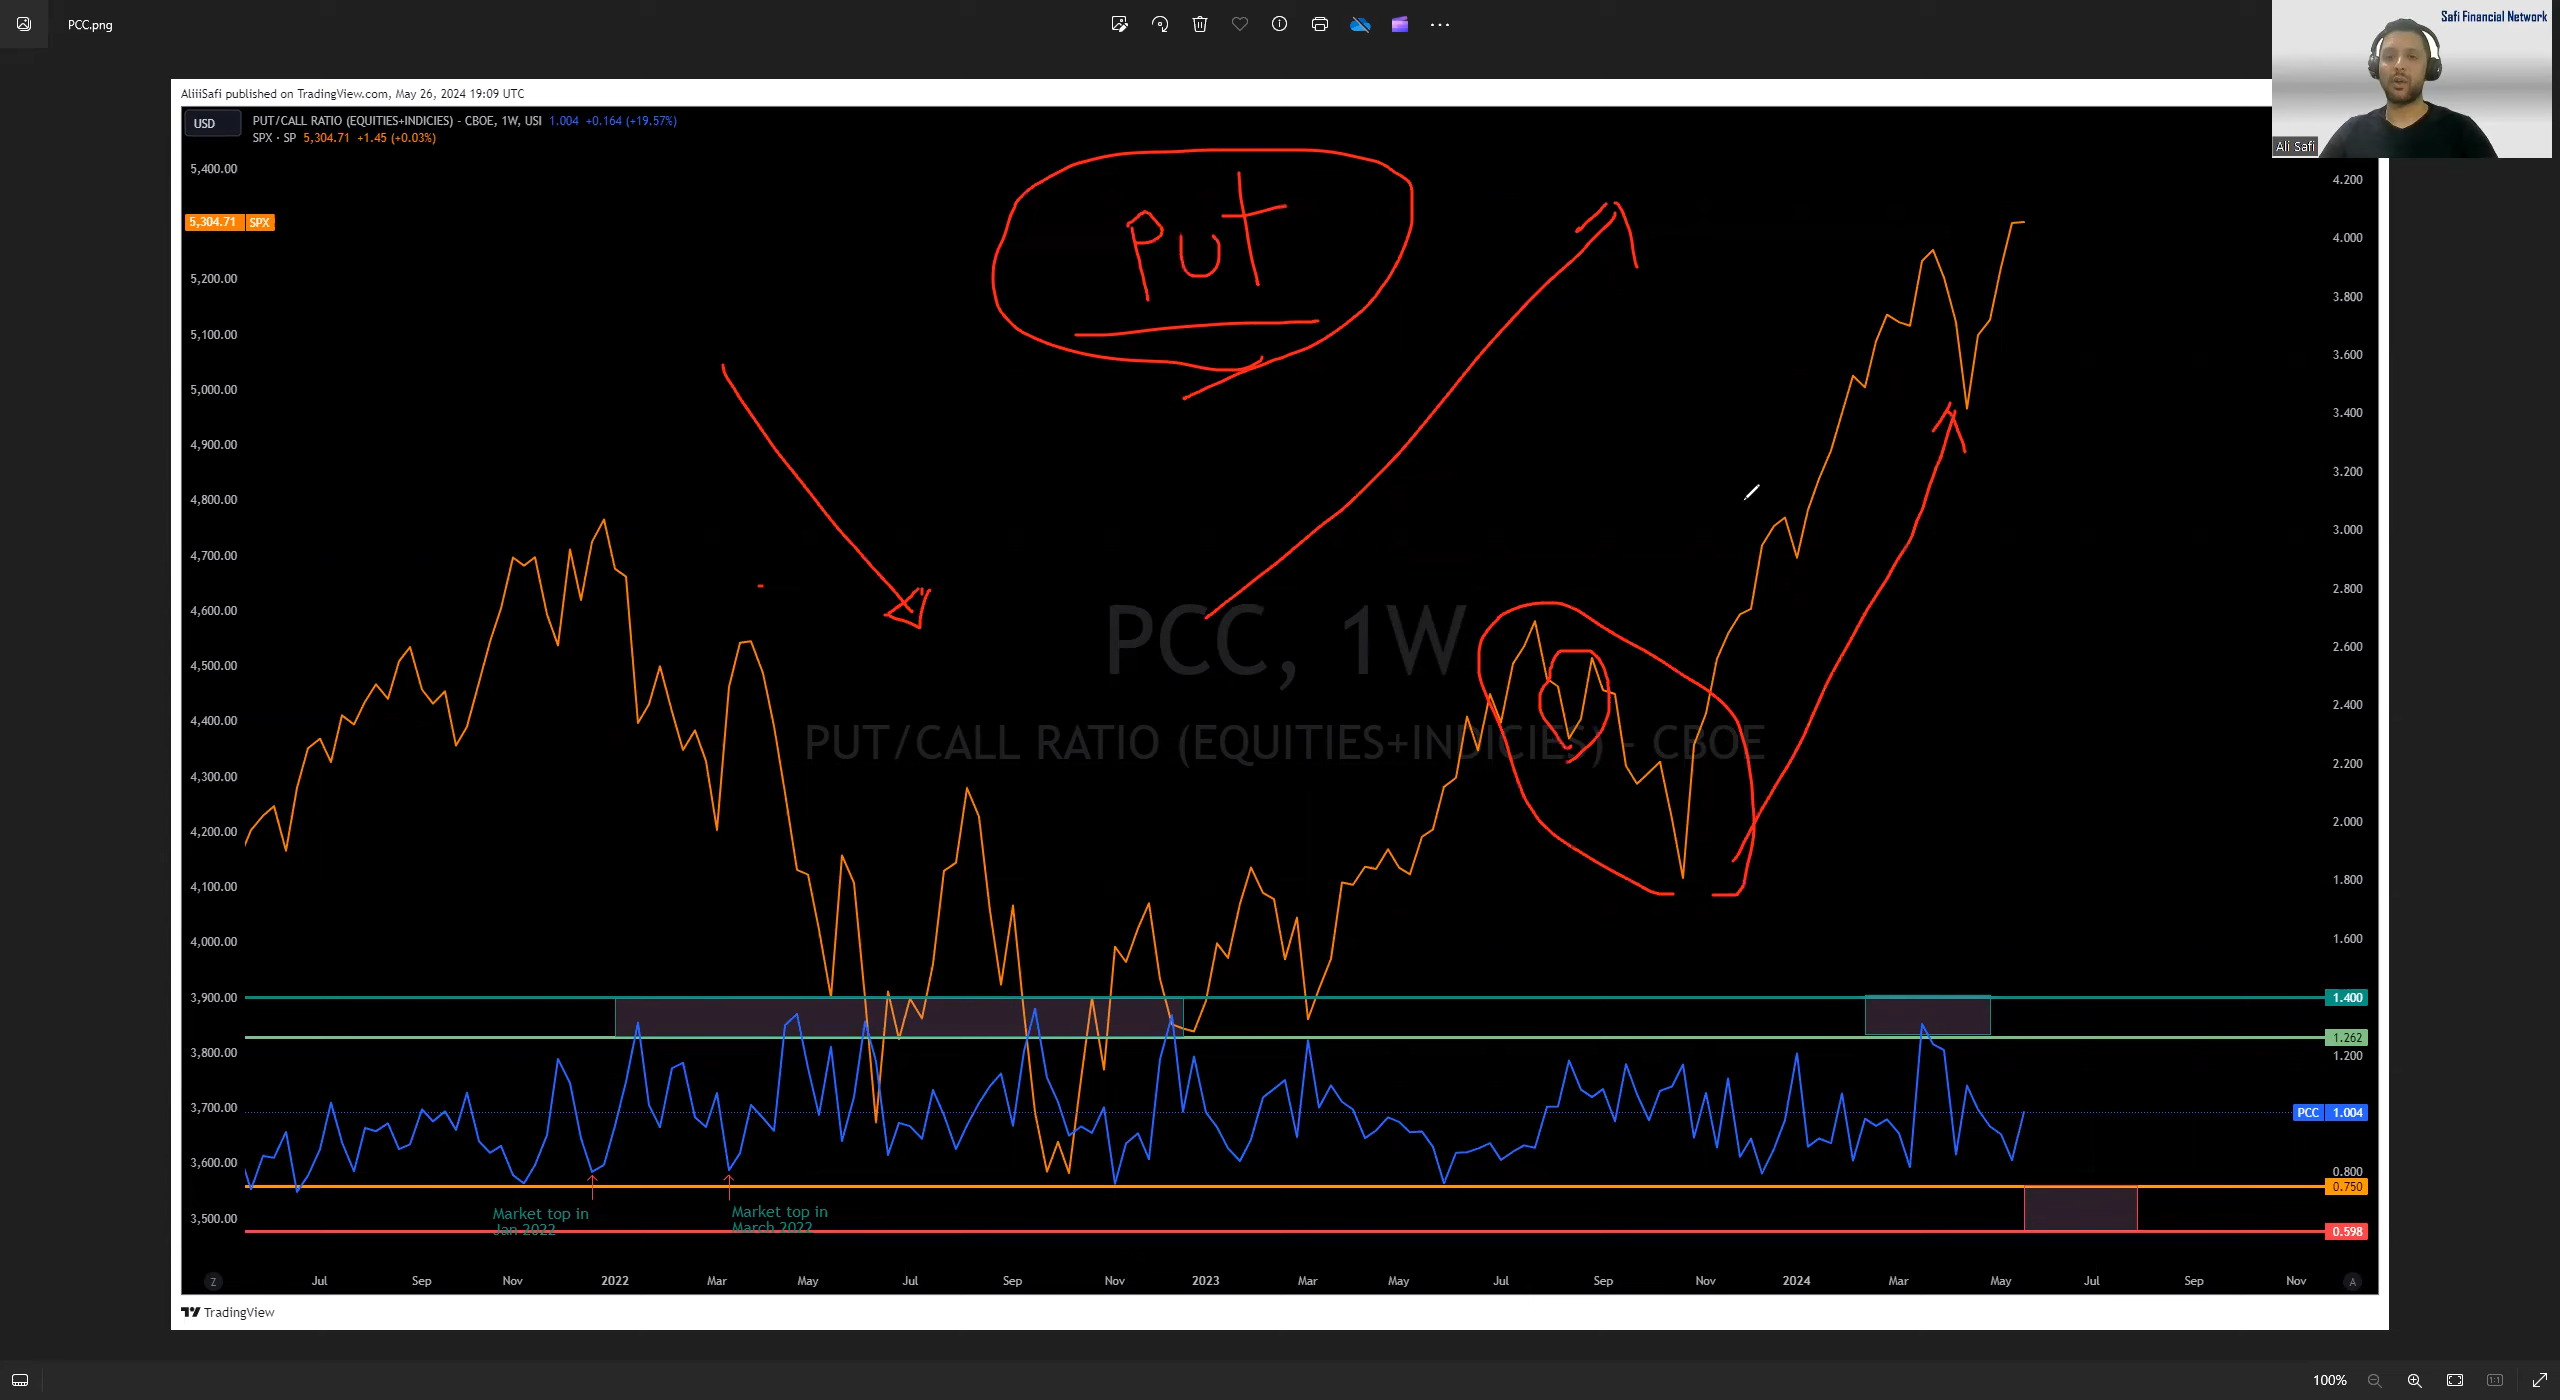 PCC.png
Safi Financial Network
Ali Safi
AliiiSafi published on TradingView.com, May 26, 2024 19:09 UTC
USD
PUT/CALL RATIO (EQUITIES+INDICIES) - CBOE, 1W, USI 1.004 +0.164 (+19.57%)
SPX · SP 5,304.71 +1.45 (+0.03%)
5,400.00
5,304.71 SPX
5,200.00
5,100.00
5,000.00
4,900.00
4,800.00
4,700.00
4,600.00
4,500.00
4,400.00
4,300.00
4,200.00
4,100.00
4,000.00
3,900.00
3,800.00
3,700.00
3,600.00
3,500.00
Put
PCC, 1W
PUT/CALL RATIO (EQUITIES+INDICIES) - CBOE
4.200
4.000
3.800
3.600
3.400
3.200
3.000
2.800
2.600
2.400
2.200
2.000
1.800
1.600
1.400
1.262
1.200
PCC 1.004
0.800
0.750
0.598
Market top in
Jan 2022
Market top in
March 2022
Z Jul Sep Nov 2022 Mar May Jul Sep Nov 2023 Mar May Jul Sep Nov 2024 Mar May Jul Sep Nov A
TradingView
100%
1:1